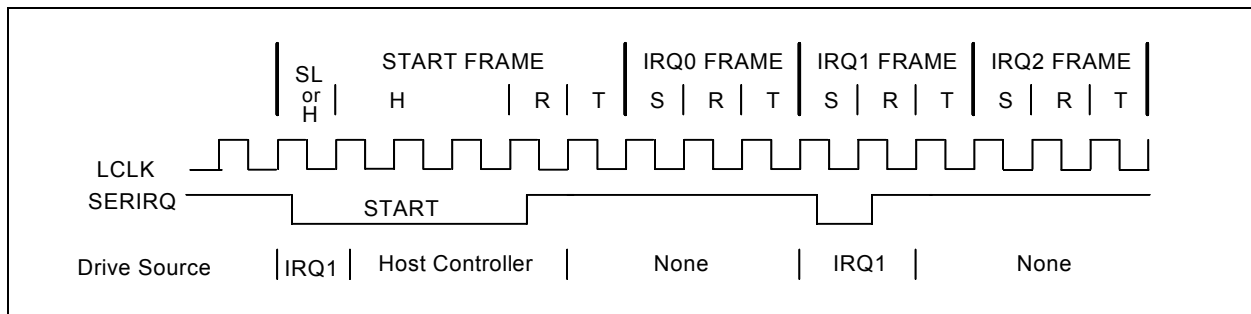 START FRAME IRQ0 FRAME IRQ1 FRAME IRQ2 FRAME
SL
or
H
H R T S R T S R T S R T
LCLK
SERIRQ
START
Drive Source IRQ1 Host Controller None IRQ1 None